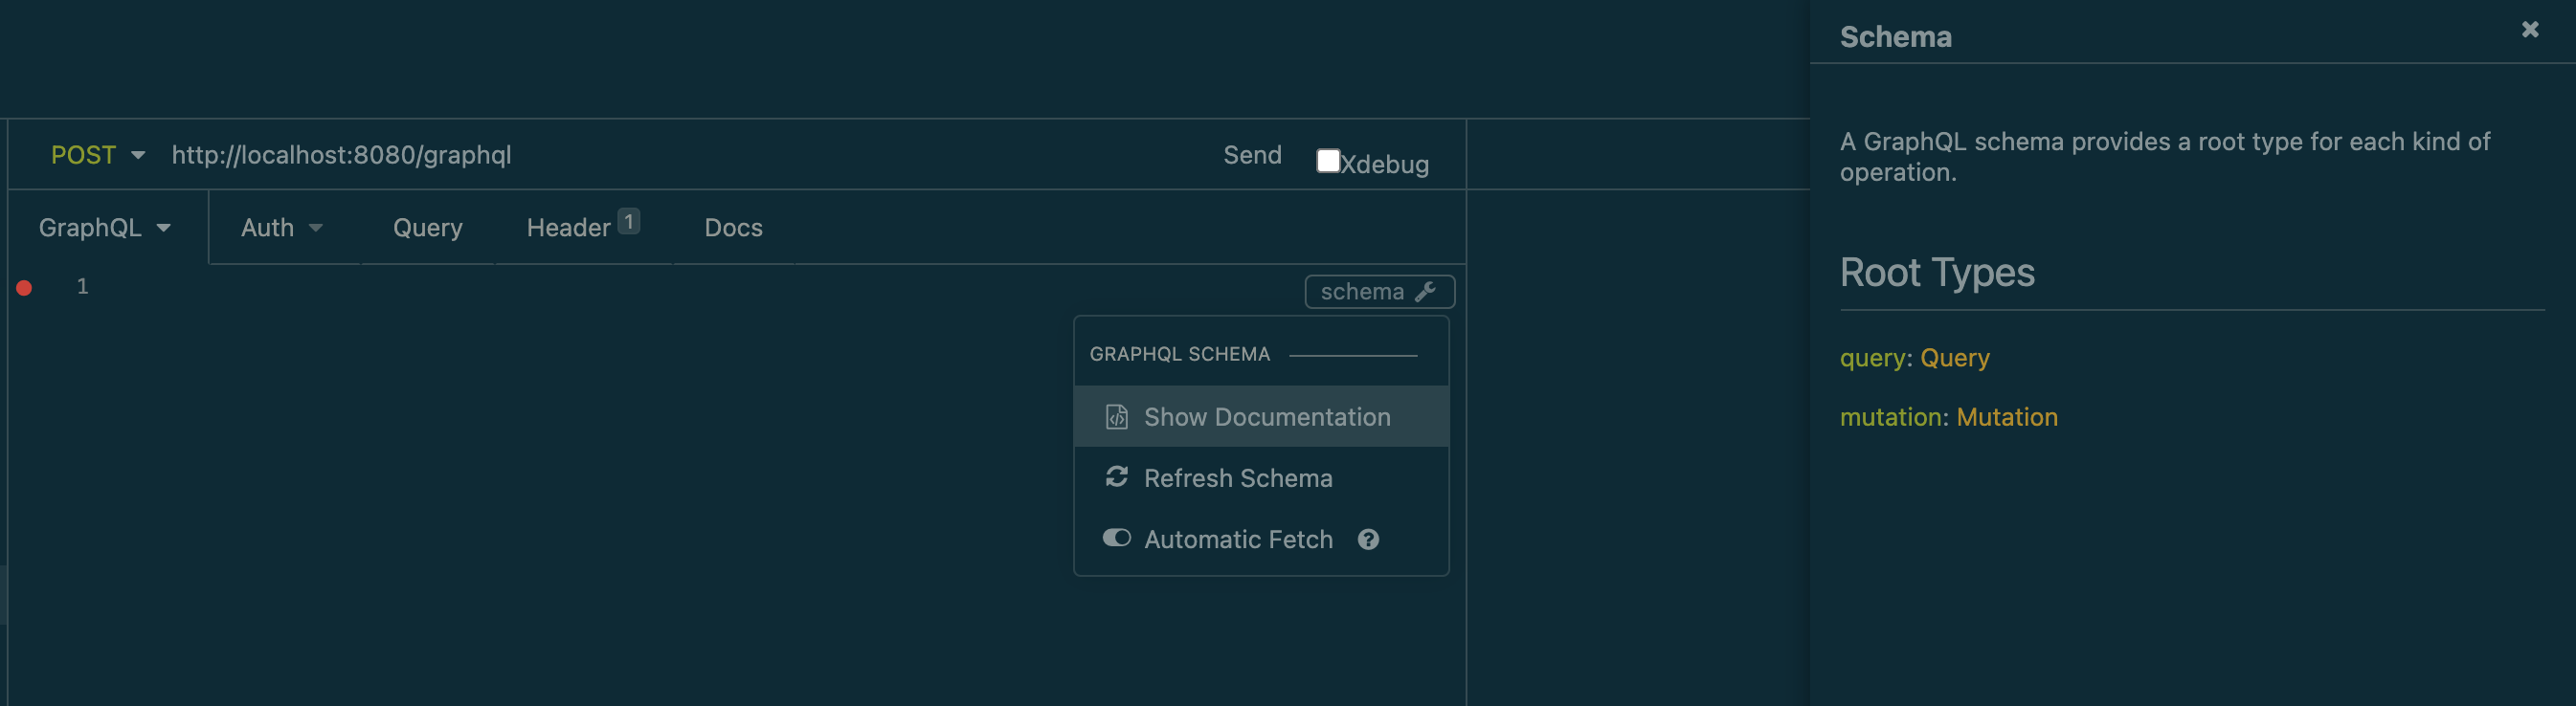 POST http://localhost:8080/graphql Send Xdebug
GraphQL Auth Query Header 1 Docs
1
schema
GRAPHQL SCHEMA
Show Documentation
Refresh Schema
Automatic Fetch
Schema
A GraphQL schema provides a root type for each kind of
operation.
Root Types
query: Query
mutation: Mutation